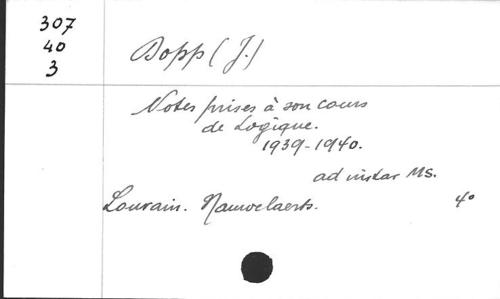 307
40
3
Dopp (J.)
Notes prises à son cours
de Logique.
1939-1940.
ad instar MS.
Louvain. Nauwelaerts. 4°